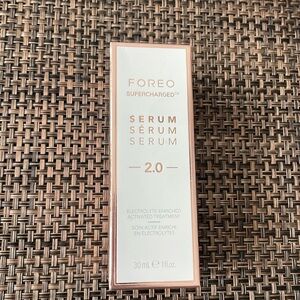 FOREO
SUPERCHARGED™
SERUM
SÉRUM
SERUM
2.0
ELECTROLYTE ENRICHED
ACTIVATED TREATMENT
SOIN ACTIF ENRICHI
EN ÉLECTROLYTES
30 mL ℮ 1 fl.oz.